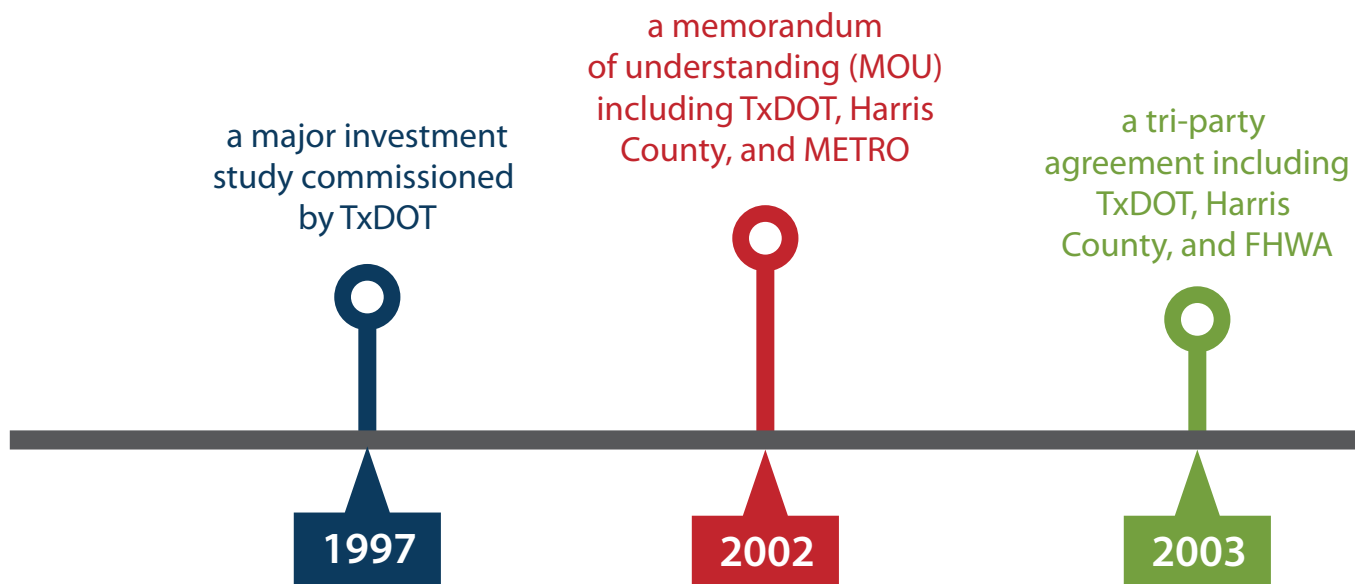 a major investment
study commissioned
by TxDOT
a memorandum
of understanding (MOU)
including TxDOT, Harris
County, and METRO
a tri-party
agreement including
TxDOT, Harris
County, and FHWA
1997
2002
2003